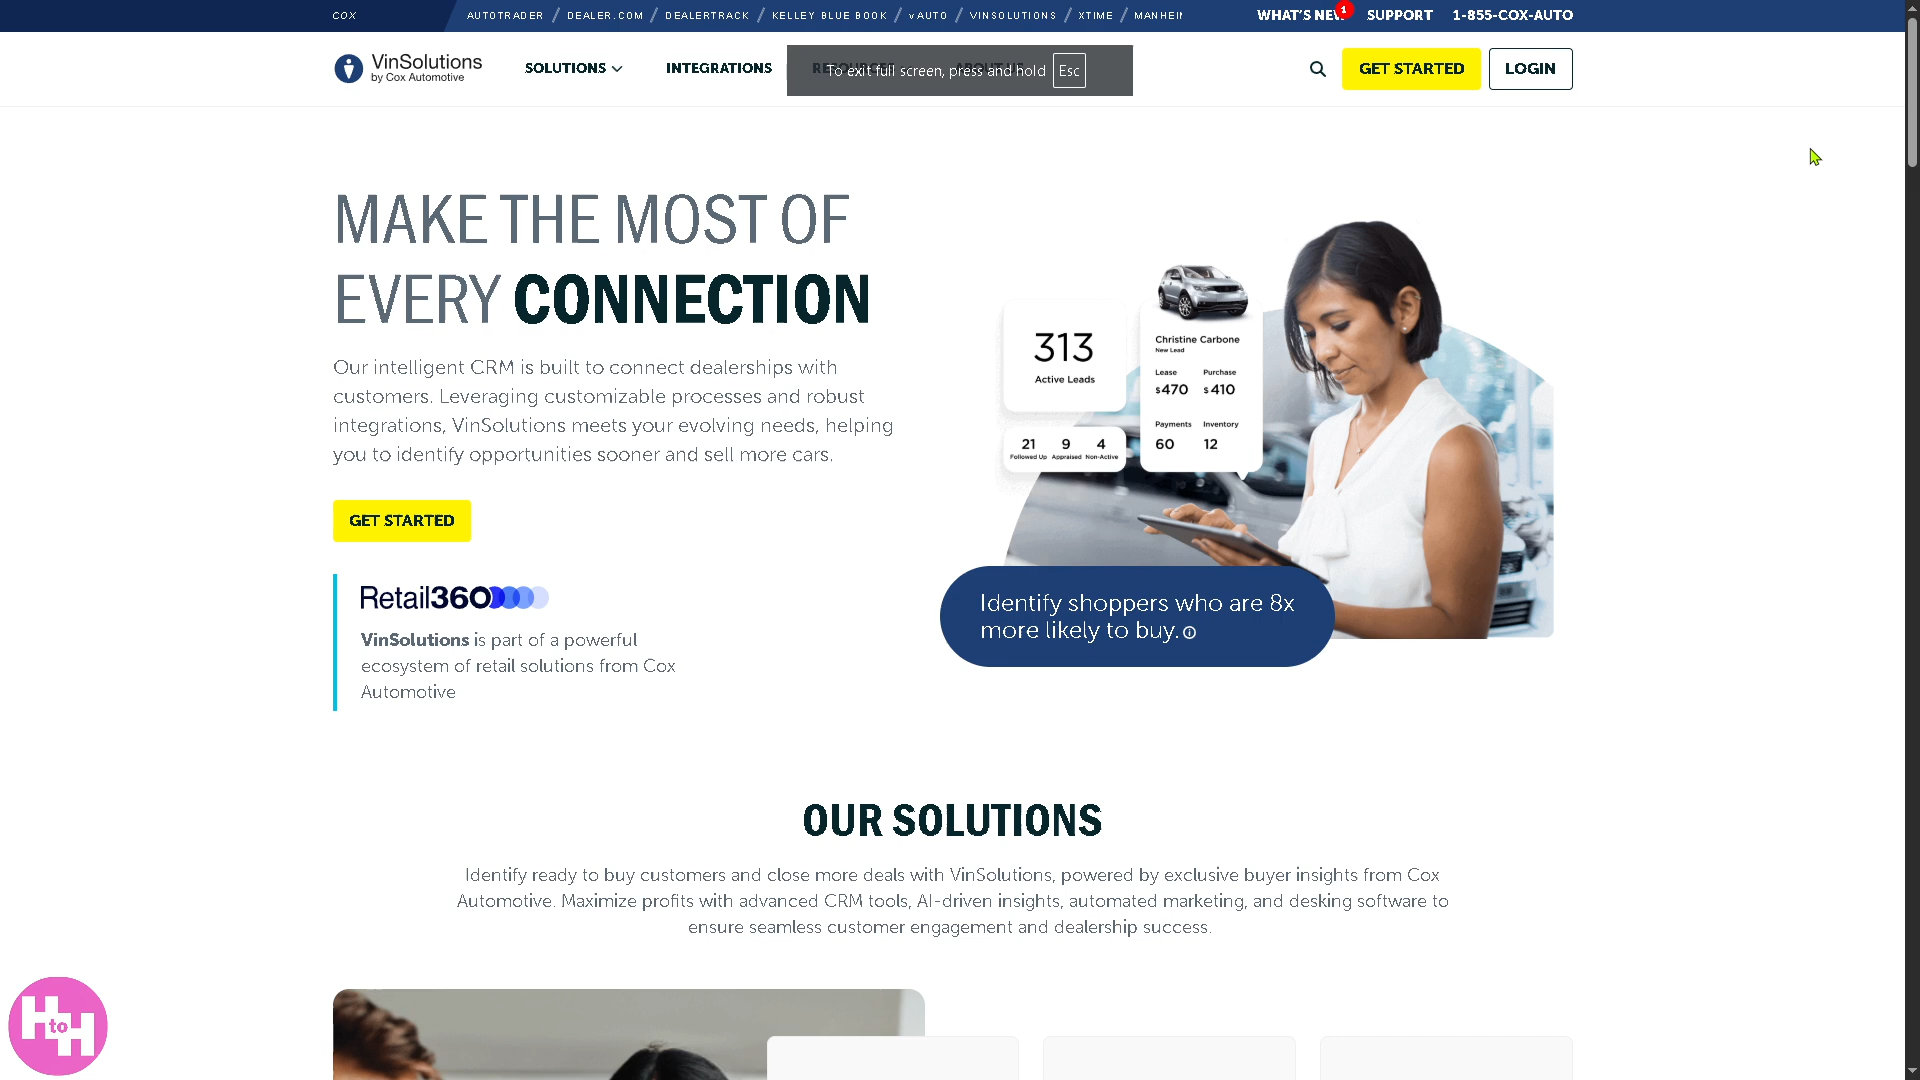 COX
AUTOTRADER / DEALER.COM / DEALERTRACK / KELLEY BLUE BOOK / vAUTO / VINSOLUTIONS / XTIME /
WHAT'S 1 SUPPORT 1-855-COX-AUTO
VinSolutions
by Cox Automotive
SOLUTIONS INTEGRATIONS
To exit full screen, press and hold Esc
GET STARTED LOGIN
MAKE THE MOST OF
EVERY CONNECTION
Our intelligent CRM is built to connect dealerships with
customers. Leveraging customizable processes and robust
integrations, VinSolutions meets your evolving needs, helping
you to identify opportunities sooner and sell more cars.
GET STARTED
Retail360
VinSolutions is part of a powerful
ecosystem of retail solutions from Cox
Automotive
313
Active Leads
21 9 4
Followed Up Appraised Non-Active
Christine Carbone
New Lead
Lease Purchase
$470 $410
Payments Inventory
60 12
Identify shoppers who are 8x
more likely to buy.
OUR SOLUTIONS
Identify ready to buy customers and close more deals with VinSolutions, powered by exclusive buyer insights from Cox
Automotive. Maximize profits with advanced CRM tools, AI-driven insights, automated marketing, and desking software to
ensure seamless customer engagement and dealership success.
H to H